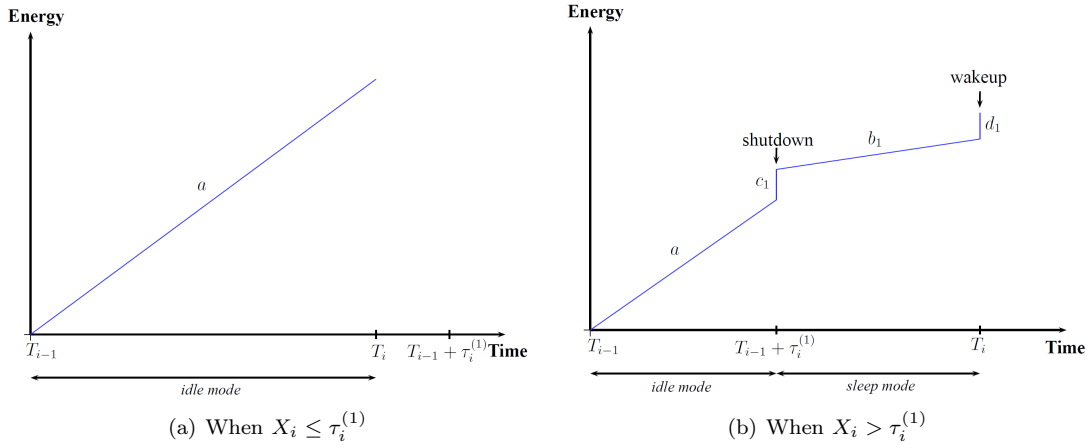 Energy
a
T_{i-1}
T_i
T_{i-1} + τ_i^{(1)}
Time
idle mode
(a) When X_i ≤ τ_i^{(1)}
Energy
wakeup
d_1
shutdown
b_1
c_1
a
T_{i-1}
T_{i-1} + τ_i^{(1)}
T_i
Time
idle mode
sleep mode
(b) When X_i > τ_i^{(1)}